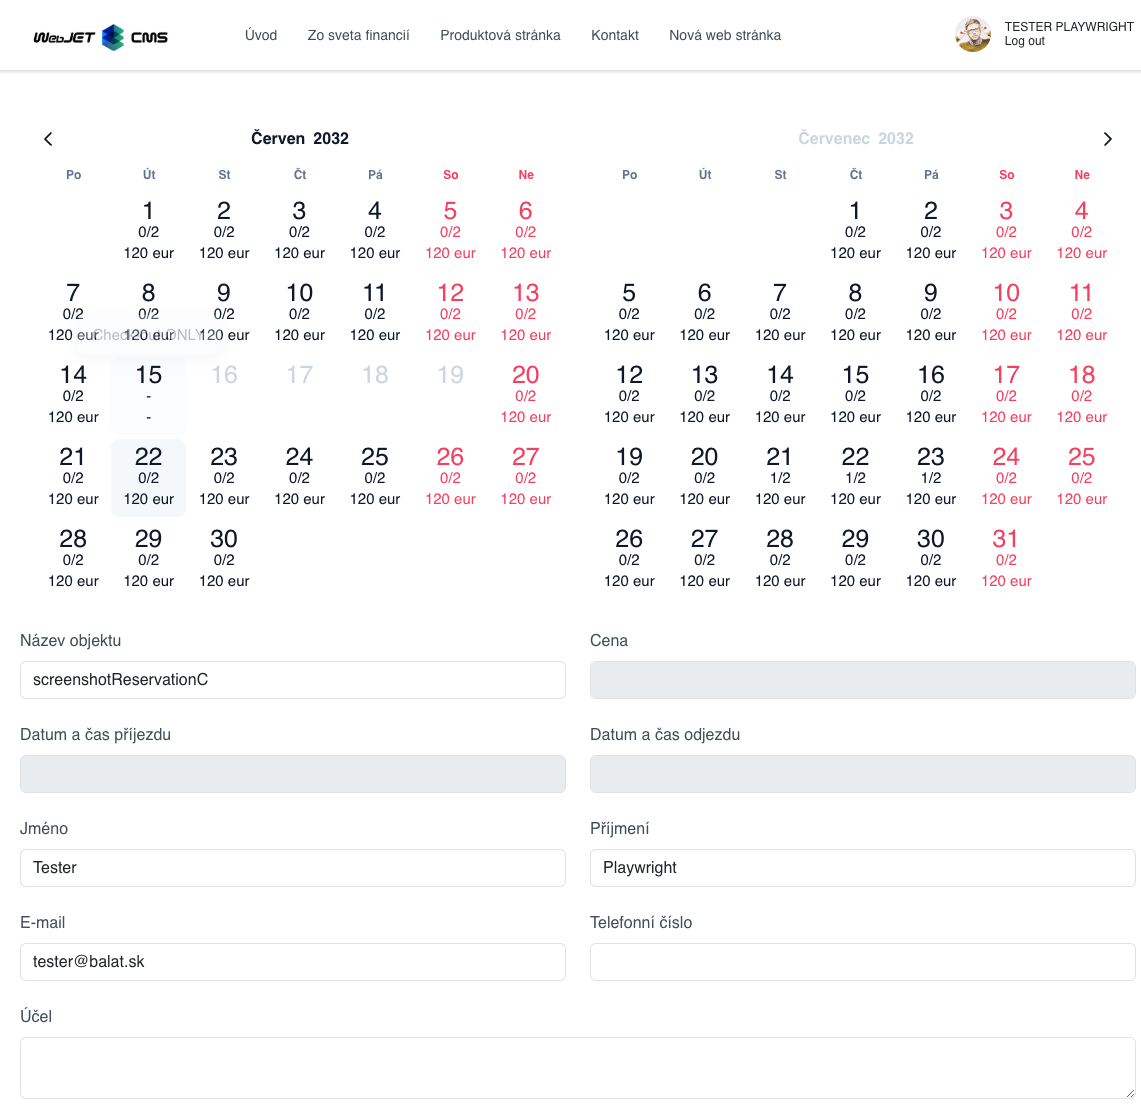 WebJET CMS
Úvod
Zo sveta financií
Produktová stránka
Kontakt
Nová web stránka
TESTER PLAYWRIGHT
Log out
Červen 2032
Po Út St Čt Pá So Ne
1 2 3 4 5 6
0/2 0/2 0/2 0/2 0/2 0/2
120 eur 120 eur 120 eur 120 eur 120 eur 120 eur
7 8 9 10 11 12 13
0/2 0/2 0/2 0/2 0/2 0/2 0/2
120 eur 120 eur 120 eur 120 eur 120 eur 120 eur 120 eur
ONLY
14 15 16 17 18 19 20
0/2 - 0/2
120 eur - 120 eur
21 22 23 24 25 26 27
0/2 0/2 0/2 0/2 0/2 0/2 0/2
120 eur 120 eur 120 eur 120 eur 120 eur 120 eur 120 eur
28 29 30
0/2 0/2 0/2
120 eur 120 eur 120 eur
Červenec 2032
Po Út St Čt Pá So Ne
1 2 3 4
0/2 0/2 0/2 0/2
120 eur 120 eur 120 eur 120 eur
5 6 7 8 9 10 11
0/2 0/2 0/2 0/2 0/2 0/2 0/2
120 eur 120 eur 120 eur 120 eur 120 eur 120 eur 120 eur
12 13 14 15 16 17 18
0/2 0/2 0/2 0/2 0/2 0/2 0/2
120 eur 120 eur 120 eur 120 eur 120 eur 120 eur 120 eur
19 20 21 22 23 24 25
0/2 0/2 1/2 1/2 1/2 0/2 0/2
120 eur 120 eur 120 eur 120 eur 120 eur 120 eur 120 eur
26 27 28 29 30 31
0/2 0/2 0/2 0/2 0/2 0/2
120 eur 120 eur 120 eur 120 eur 120 eur 120 eur
Název objektu
screenshotReservationC
Cena
Datum a čas příjezdu
Datum a čas odjezdu
Jméno
Tester
Příjmení
Playwright
E-mail
tester@balat.sk
Telefonní číslo
Účel